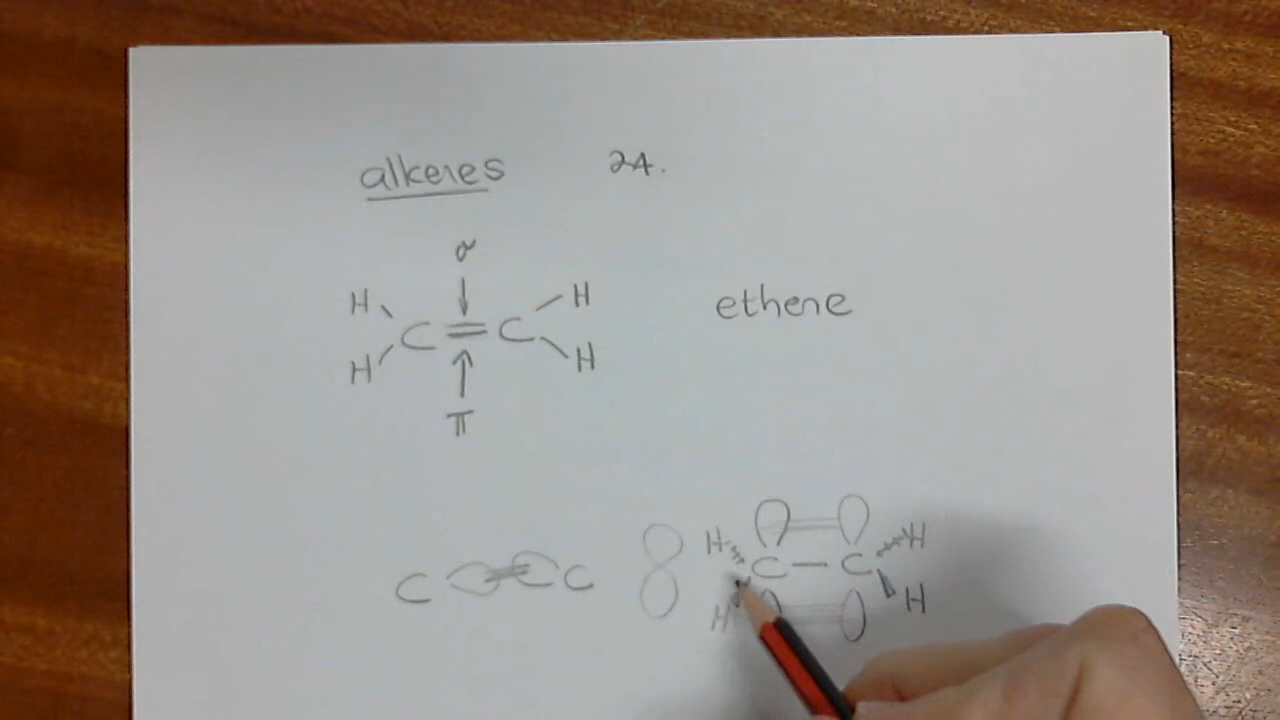 alkenes 24.
σ
H H
C = C ethene
H H
π
H C — C H
C C
H H